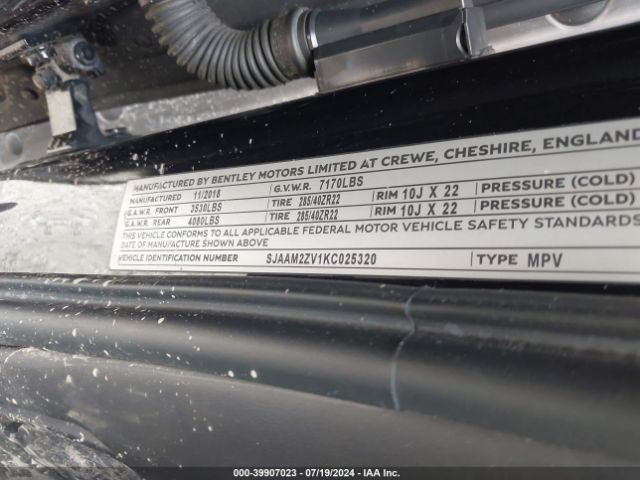 MANUFACTURED BY BENTLEY MOTORS LIMITED AT CREWE, CHESHIRE, ENGLAND
MANUFACTURED 11/2018 G.V.W.R. 7170LBS
G.A.W.R. FRONT 3530LBS TIRE 285/40ZR22 RIM 10J X 22 PRESSURE (COLD)
G.A.W.R. REAR 4080LBS TIRE 285/40ZR22 RIM 10J X 22 PRESSURE (COLD)
THIS VEHICLE CONFORMS TO ALL APPLICABLE FEDERAL MOTOR VEHICLE SAFETY STANDARDS
DATE OF MANUFACTURE SHOWN ABOVE
VEHICLE IDENTIFICATION NUMBER SJAAM2ZV1KC025320 TYPE MPV
000-39907023 - 07/19/2024 - IAAI.COM